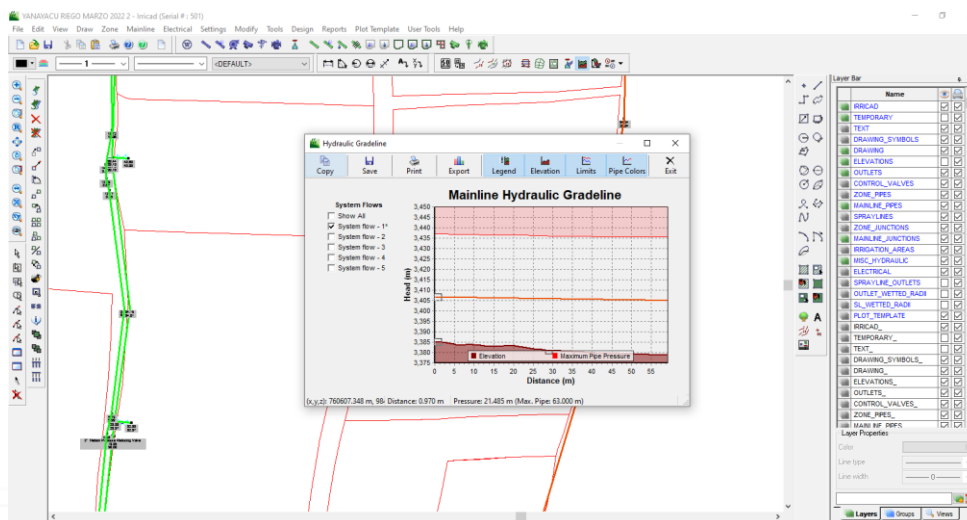 YANAYACU RIEGO MARZO 2022 2 - Irricad (Serial # : 501)
File Edit View Draw Zone Mainline Electrical Settings Modify Tools Design Reports Plot Template User Tools Help
1
<DEFAULT>
Hydraulic Gradeline
Copy Save Print Export Legend Elevation Limits Pipe Colors Exit
Mainline Hydraulic Gradeline
System Flows
Show All
System flow - 1*
System flow - 2
System flow - 3
System flow - 4
System flow - 5
Head (m)
3,450
3,445
3,440
3,435
3,430
3,425
3,420
3,415
3,410
3,405
3,400
3,395
3,390
3,385
3,380
3,375
Elevation Maximum Pipe Pressure
0 5 10 15 20 25 30 35 40 45 50 55
Distance (m)
(x,y,z): 760607.348 m, 98 Distance: 0.970 m Pressure: 21.485 m (Max. Pipe: 63.000 m)
Layer Bar
Name
IRRICAD
TEMPORARY
TEXT
DRAWING_SYMBOLS
DRAWING
ELEVATIONS
OUTLETS
CONTROL_VALVES
ZONE_PIPES
MAINLINE_PIPES
SPRAYLINES
ZONE_JUNCTIONS
MAINLINE_JUNCTIONS
IRRIGATION_AREAS
MISC_HYDRAULIC
ELECTRICAL
SPRAYLINE_OUTLETS
OUTLET_WETTED_RADII
SL_WETTED_RADII
PLOT_TEMPLATE
IRRICAD_
TEMPORARY_
TEXT_
DRAWING_SYMBOLS_
DRAWING_
ELEVATIONS_
OUTLETS_
CONTROL_VALVES_
ZONE_PIPES_
MAINLINE_PIPES_
Layer Properties
Color
Line type
Line width
0
Layers Groups Views